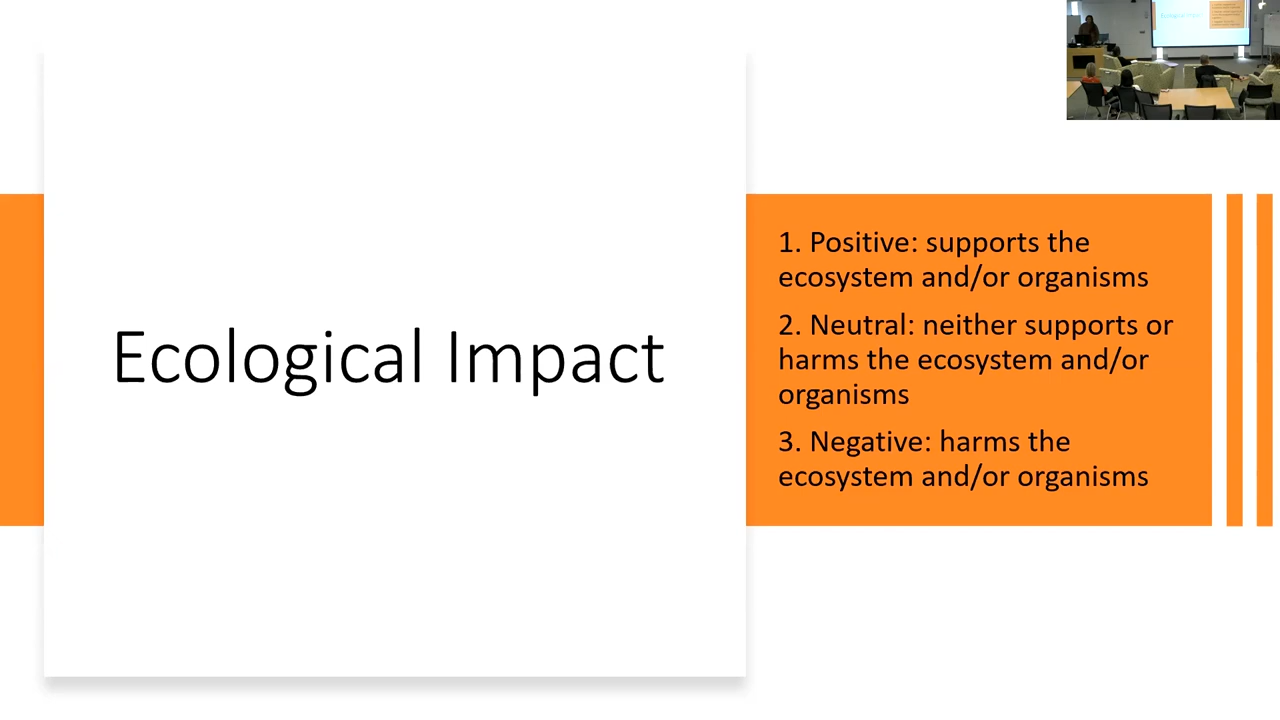 Ecological Impact
1. Positive: supports the
ecosystem and/or organisms
2. Neutral: neither supports or
harms the ecosystem and/or
organisms
3. Negative: harms the
ecosystem and/or organisms